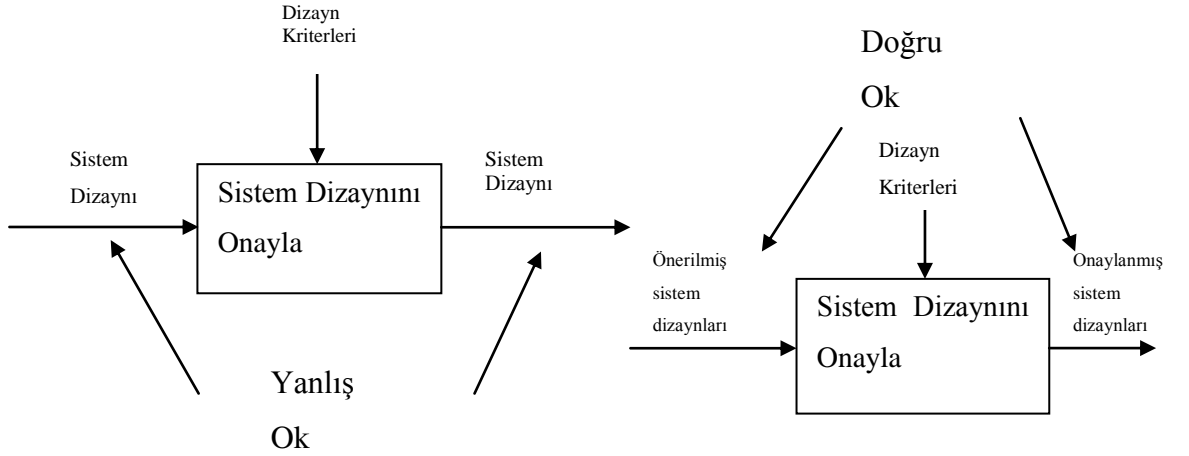 Dizayn
Kriterleri
Sistem
Dizaynı
Sistem Dizaynını
Onayla
Sistem
Dizaynı
Yanlış
Ok
Doğru
Ok
Dizayn
Kriterleri
Önerilmiş
sistem
dizaynları
Sistem Dizaynını
Onayla
Onaylanmış
sistem
dizaynları